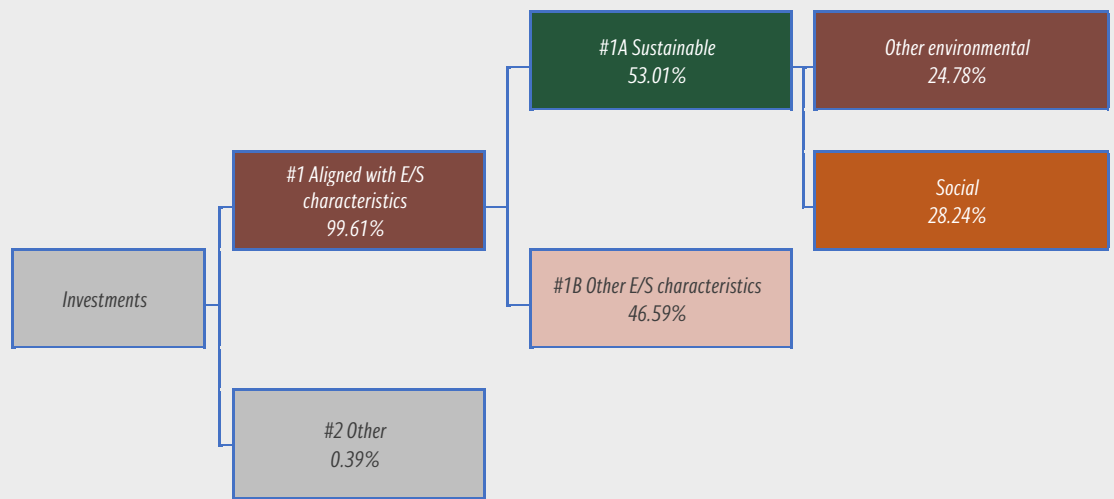 Investments
#1 Aligned with E/S
characteristics
99.61%
#2 Other
0.39%
#1A Sustainable
53.01%
#1B Other E/S characteristics
46.59%
Other environmental
24.78%
Social
28.24%